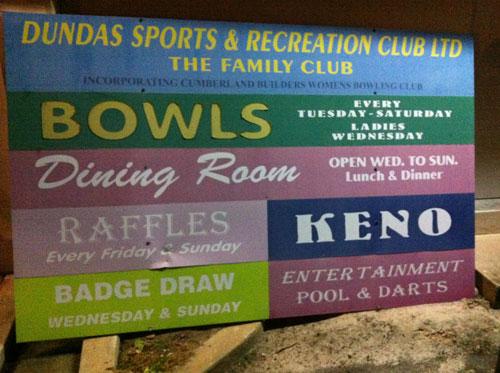 DUNDAS SPORTS & RECREATION CLUB LTD
THE FAMILY CLUB
INCORPORATING CUMBERLAND BUILDERS WOMENS BOWLING CLUB
BOWLS
EVERY
TUESDAY - SATURDAY
LADIES
WEDNESDAY
Dining Room
OPEN WED. TO SUN.
Lunch & Dinner
RAFFLES
Every Friday & Sunday
KENO
BADGE DRAW
WEDNESDAY & SUNDAY
ENTERTAINMENT
POOL & DARTS